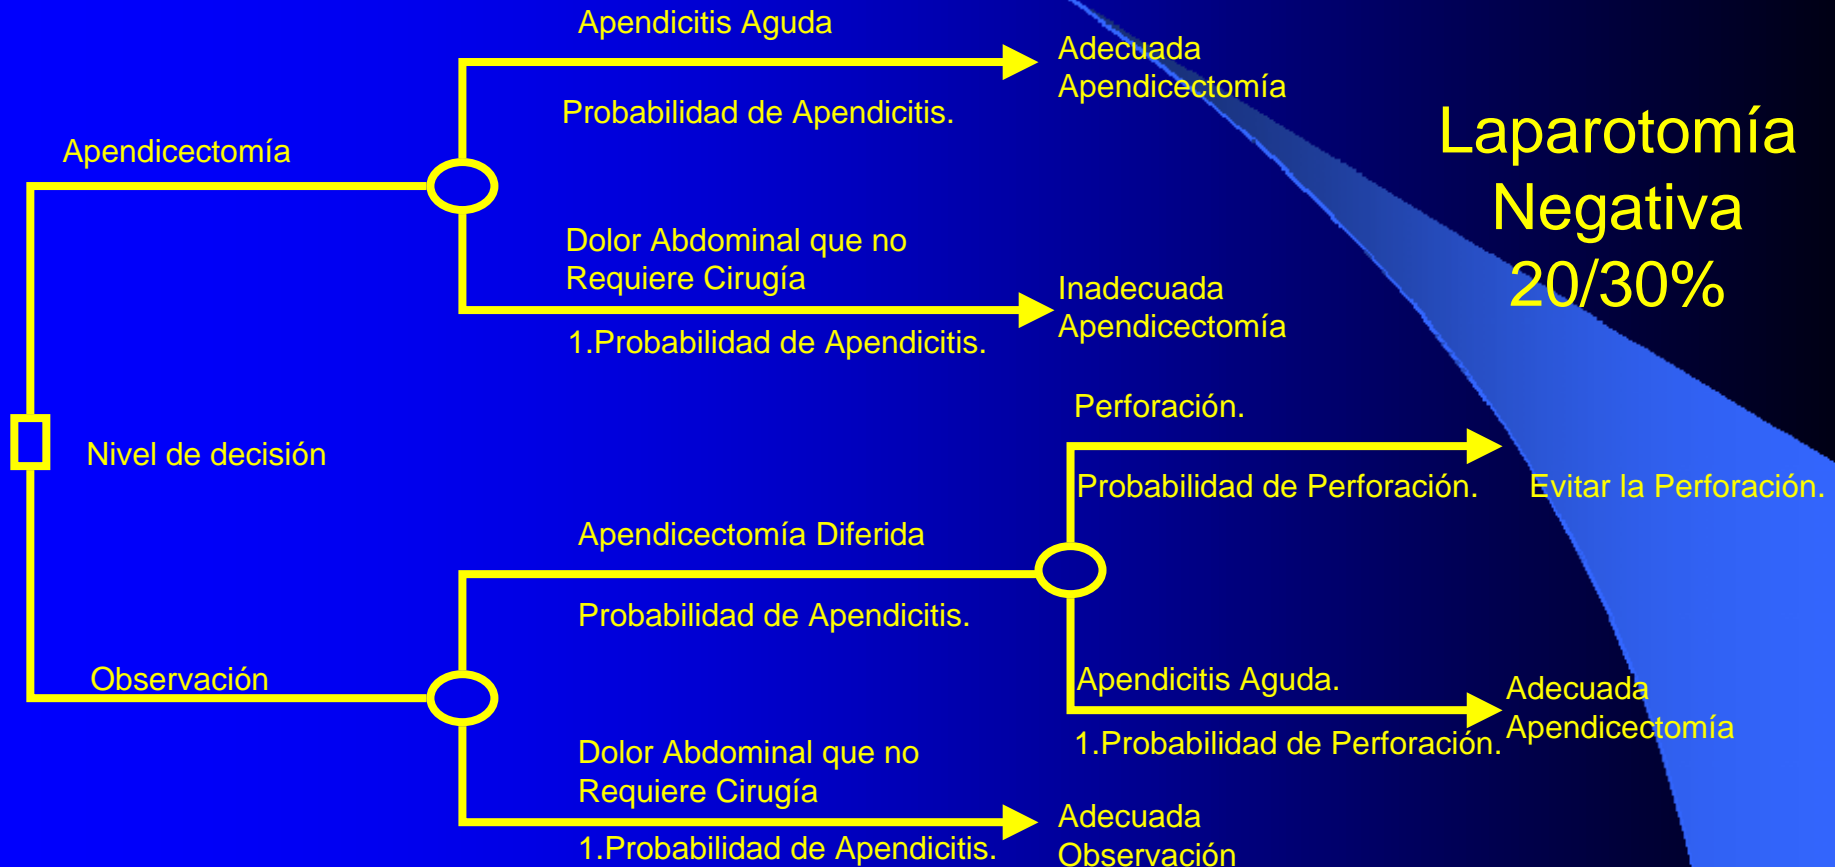 Apendicitis Aguda
Adecuada
Apendicectomía
Probabilidad de Apendicitis.
Laparotomía
Negativa
20/30%
Apendicectomía
Dolor Abdominal que no
Requiere Cirugía
Inadecuada
Apendicectomía
1.Probabilidad de Apendicitis.
Perforación.
Nivel de decisión
Probabilidad de Perforación.
Evitar la Perforación.
Apendicectomía Diferida
Probabilidad de Apendicitis.
Observación
Apendicitis Aguda.
Adecuada
Apendicectomía
1.Probabilidad de Perforación.
Dolor Abdominal que no
Requiere Cirugía
Adecuada
Observación
1.Probabilidad de Apendicitis.